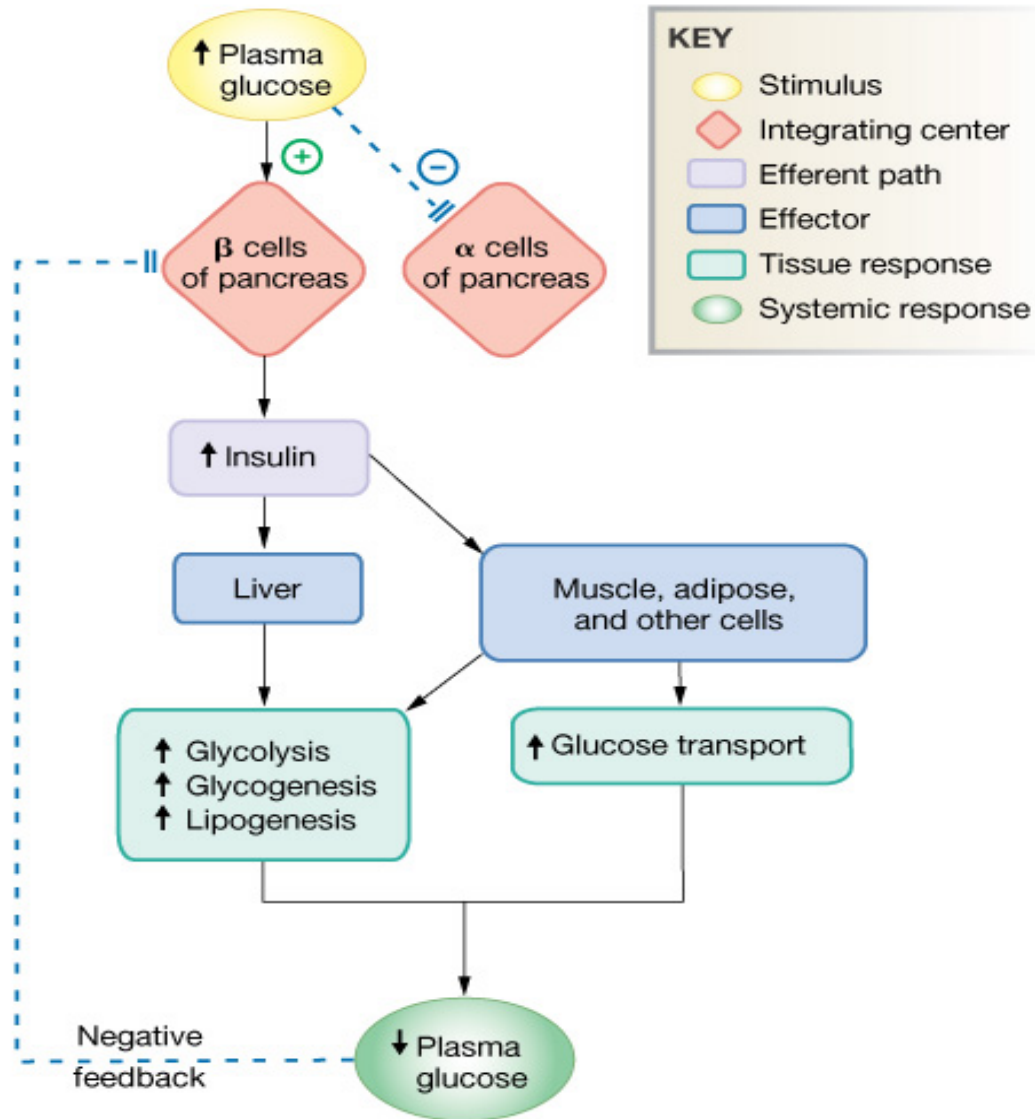 ↑ Plasma
glucose
+
−
β cells
of pancreas
α cells
of pancreas
↑ Insulin
Liver
Muscle, adipose,
and other cells
↑ Glycolysis
↑ Glycogenesis
↑ Lipogenesis
↑ Glucose transport
↓ Plasma
glucose
Negative
feedback
KEY
Stimulus
Integrating center
Efferent path
Effector
Tissue response
Systemic response